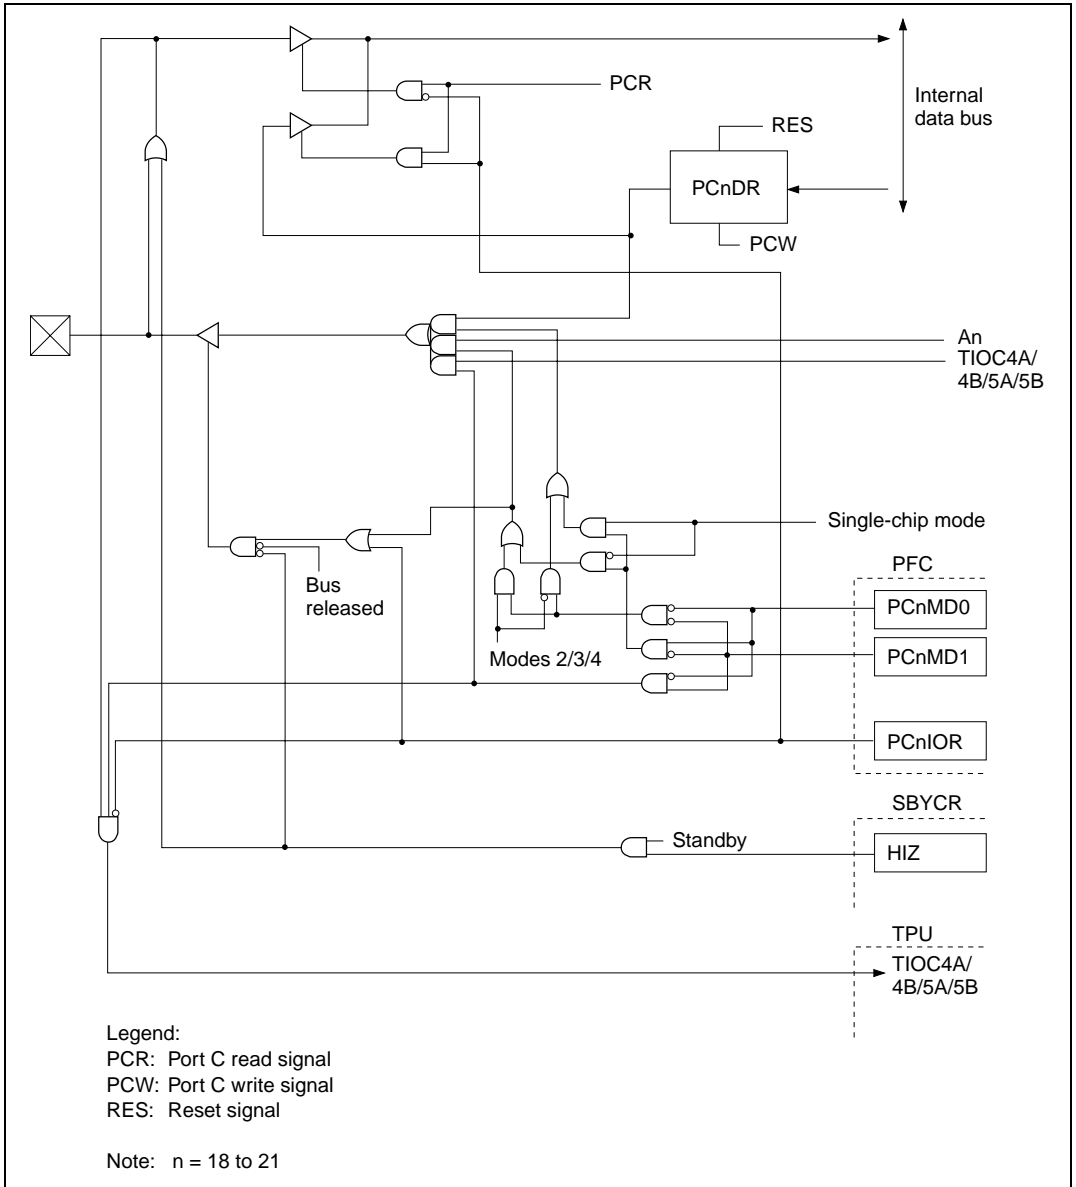 PCR
Internal
data bus
RES
PCnDR
PCW
An
TIOC4A/
4B/5A/5B
Single-chip mode
PFC
Bus
released
PCnMD0
Modes 2/3/4
PCnMD1
PCnIOR
SBYCR
Standby
HIZ
TPU
TIOC4A/
4B/5A/5B
Legend:
PCR: Port C read signal
PCW: Port C write signal
RES: Reset signal
Note: n = 18 to 21